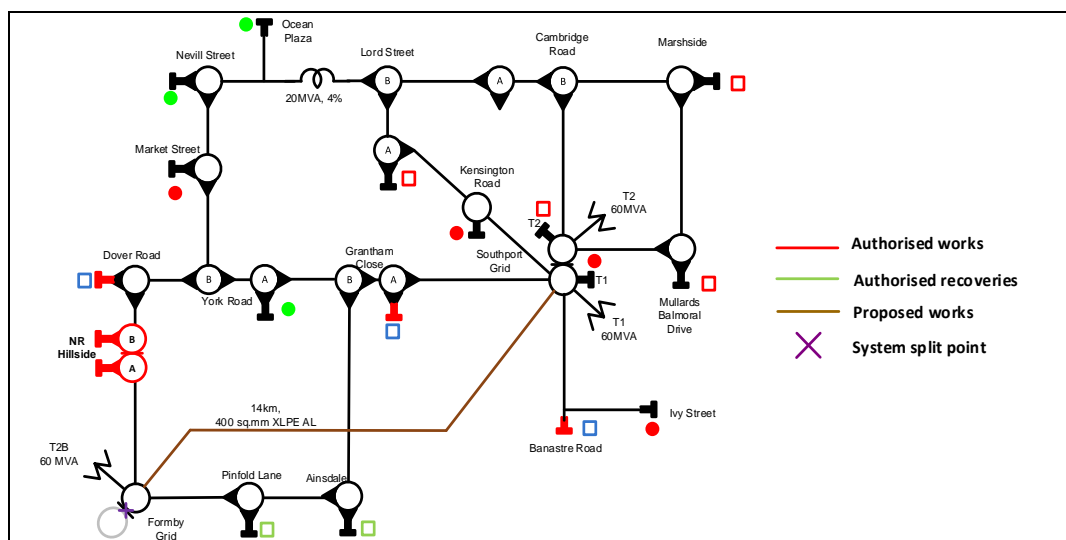 Ocean
Plaza
Nevill Street
Lord Street
Cambridge
Road
Marshside
B
A
B
20MVA, 4%
A
Market Street
Kensington
Road
T2
60MVA
T2
Dover Road
Grantham
Close
Southport
Grid
B
A
B
A
T1
York Road
Mullards
Balmoral
Drive
T1
60MVA
NR
Hillside
B
A
14km,
400 sq.mm XLPE AL
Ivy Street
Banastre Road
T2B
60 MVA
Pinfold Lane
Ainsdale
Formby
Grid
Authorised works
Authorised recoveries
Proposed works
System split point